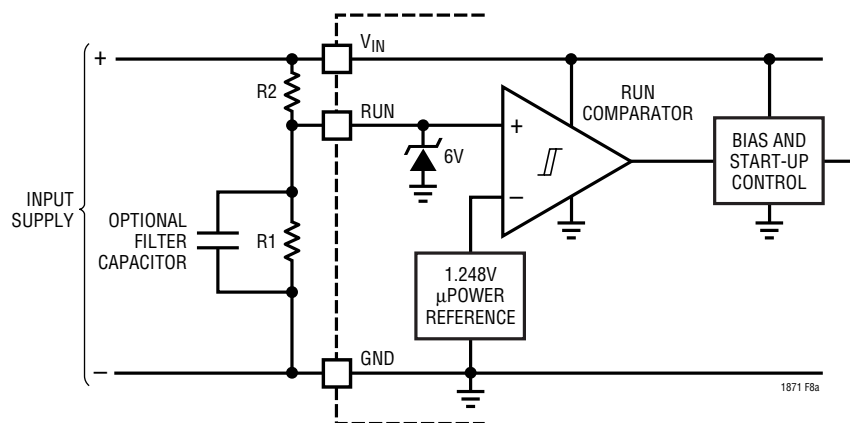 +
VIN
R2
RUN
6V
+
−
RUN
COMPARATOR
BIAS AND
START-UP
CONTROL
INPUT
SUPPLY
OPTIONAL
FILTER
CAPACITOR
R1
1.248V
μPOWER
REFERENCE
−
GND
1871 F8a